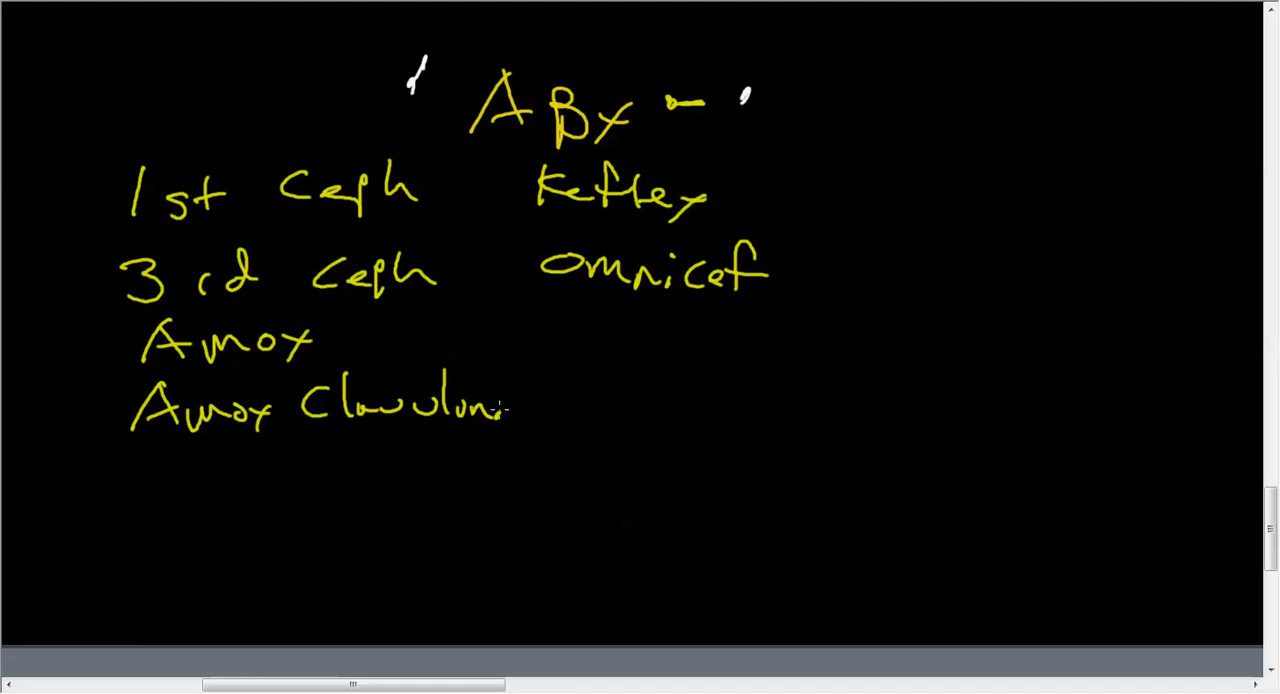 ABx -
1st Ceph Keflex
3rd Ceph Omnicef
Amox
Amox Clavulan